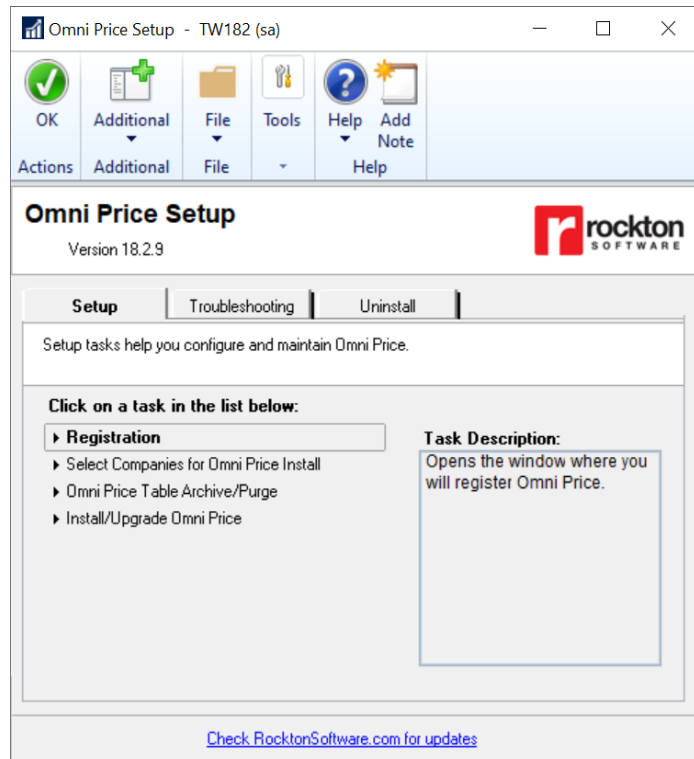 Omni Price Setup - TW182 (sa)
OK
Additional
File
Tools
Help
Add Note
Actions
Additional
File
Help
Omni Price Setup
Version 18.2.9
rockton
SOFTWARE
Setup
Troubleshooting
Uninstall
Setup tasks help you configure and maintain Omni Price.
Click on a task in the list below:
Registration
Select Companies for Omni Price Install
Omni Price Table Archive/Purge
Install/Upgrade Omni Price
Task Description:
Opens the window where you
will register Omni Price.
Check RocktonSoftware.com for updates